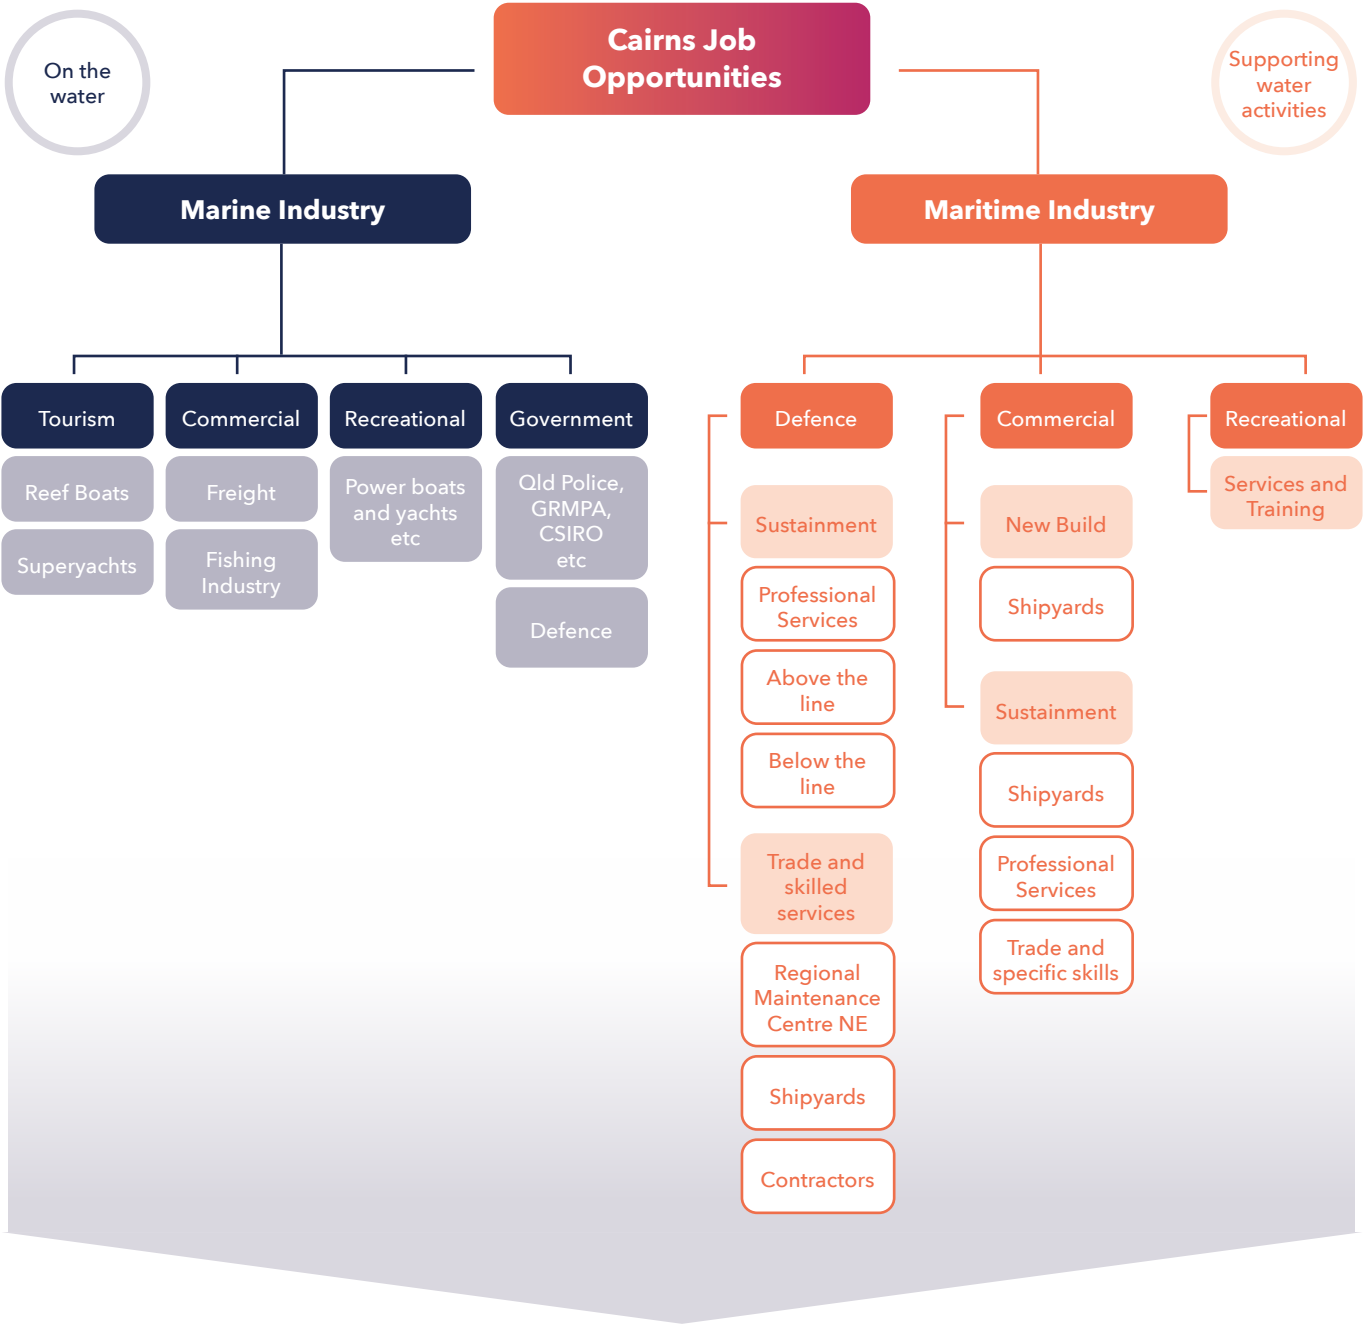 On the
water
Cairns Job
Opportunities
Supporting
water
activities
Marine Industry
Maritime Industry
Tourism
Reef Boats
Superyachts
Commercial
Freight
Fishing
Industry
Recreational
Power boats
and yachts
etc
Government
Qld Police,
GRMPA,
CSIRO
etc
Defence
Defence
Sustainment
Professional
Services
Above the
line
Below the
line
Trade and
skilled
services
Regional
Maintenance
Centre NE
Shipyards
Contractors
Commercial
New Build
Shipyards
Sustainment
Shipyards
Professional
Services
Trade and
specific skills
Recreational
Services and
Training